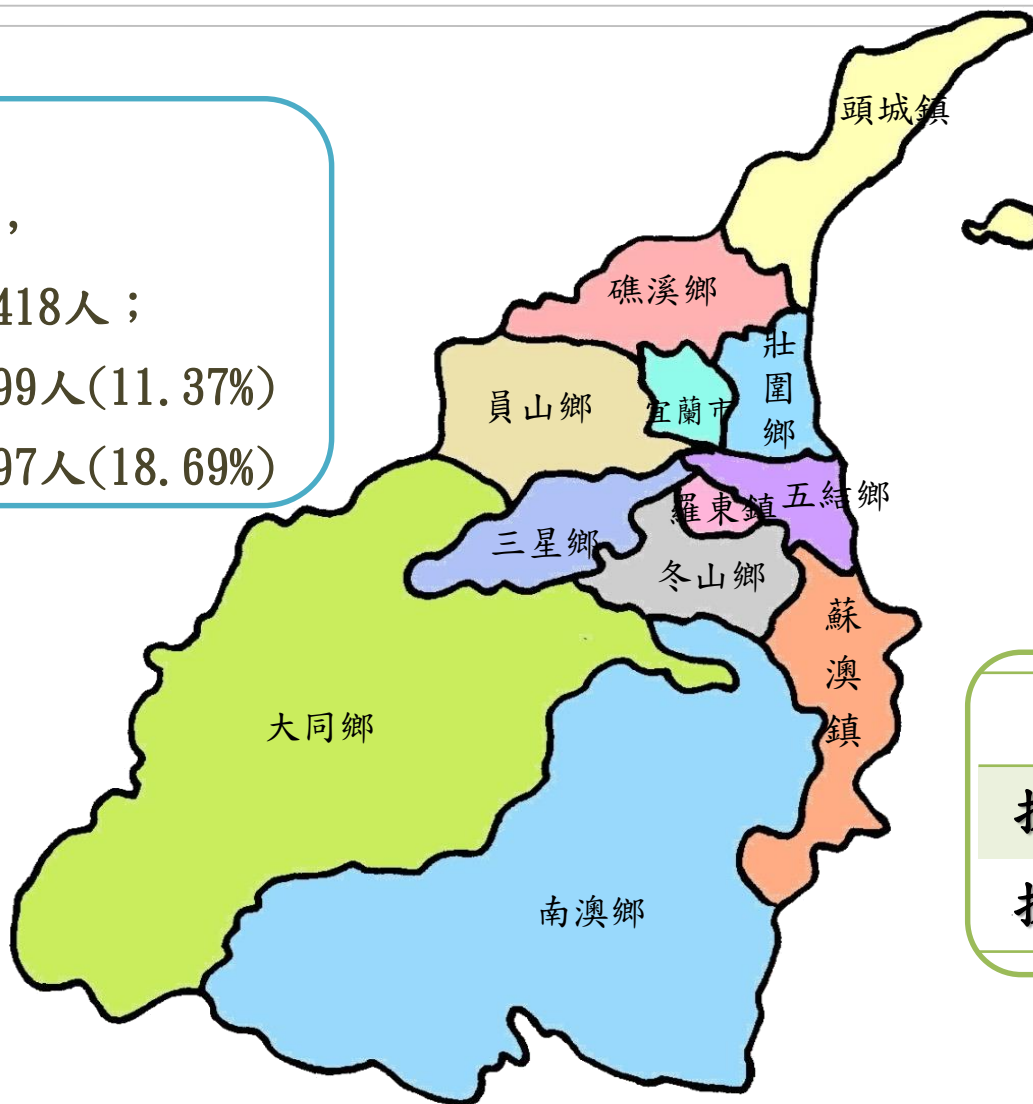 ，
418人；
99人(11.37%)
97人(18.69%)
頭城鎮
礁溪鄉
壯圍鄉
員山鄉
宜蘭市
五結鄉
羅東鎮
三星鄉
冬山鄉
蘇澳鎮
大同鄉
南澳鄉